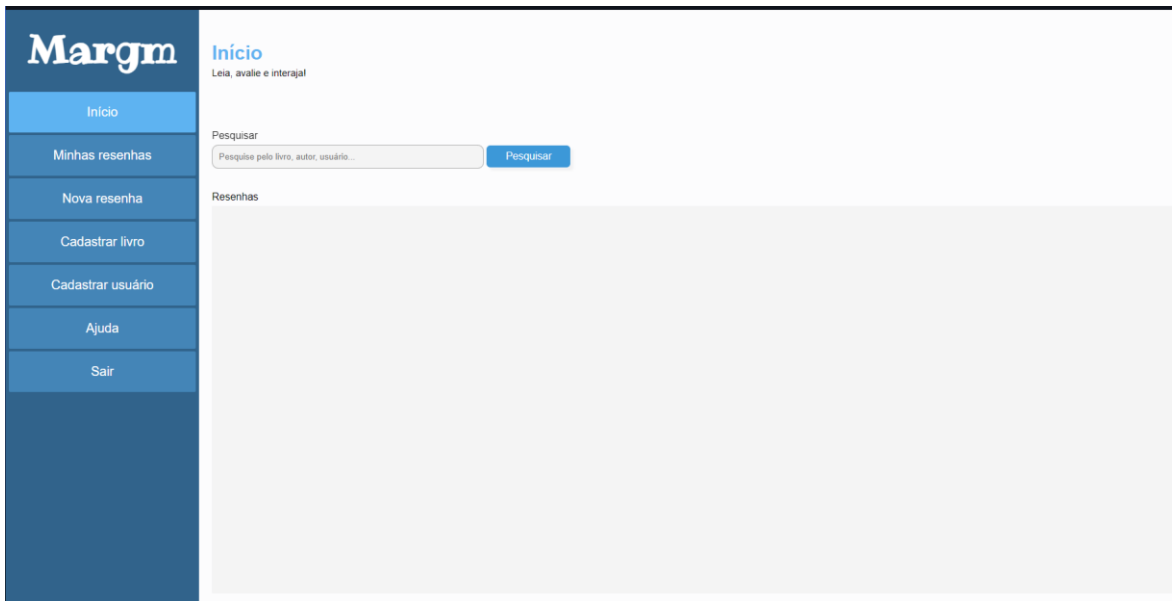 Margm
Início
Minhas resenhas
Nova resenha
Cadastrar livro
Cadastrar usuário
Ajuda
Sair
Início
Leia, avalie e interaja!
Pesquisar
Pesquise pelo livro, autor, usuário...
Pesquisar
Resenhas